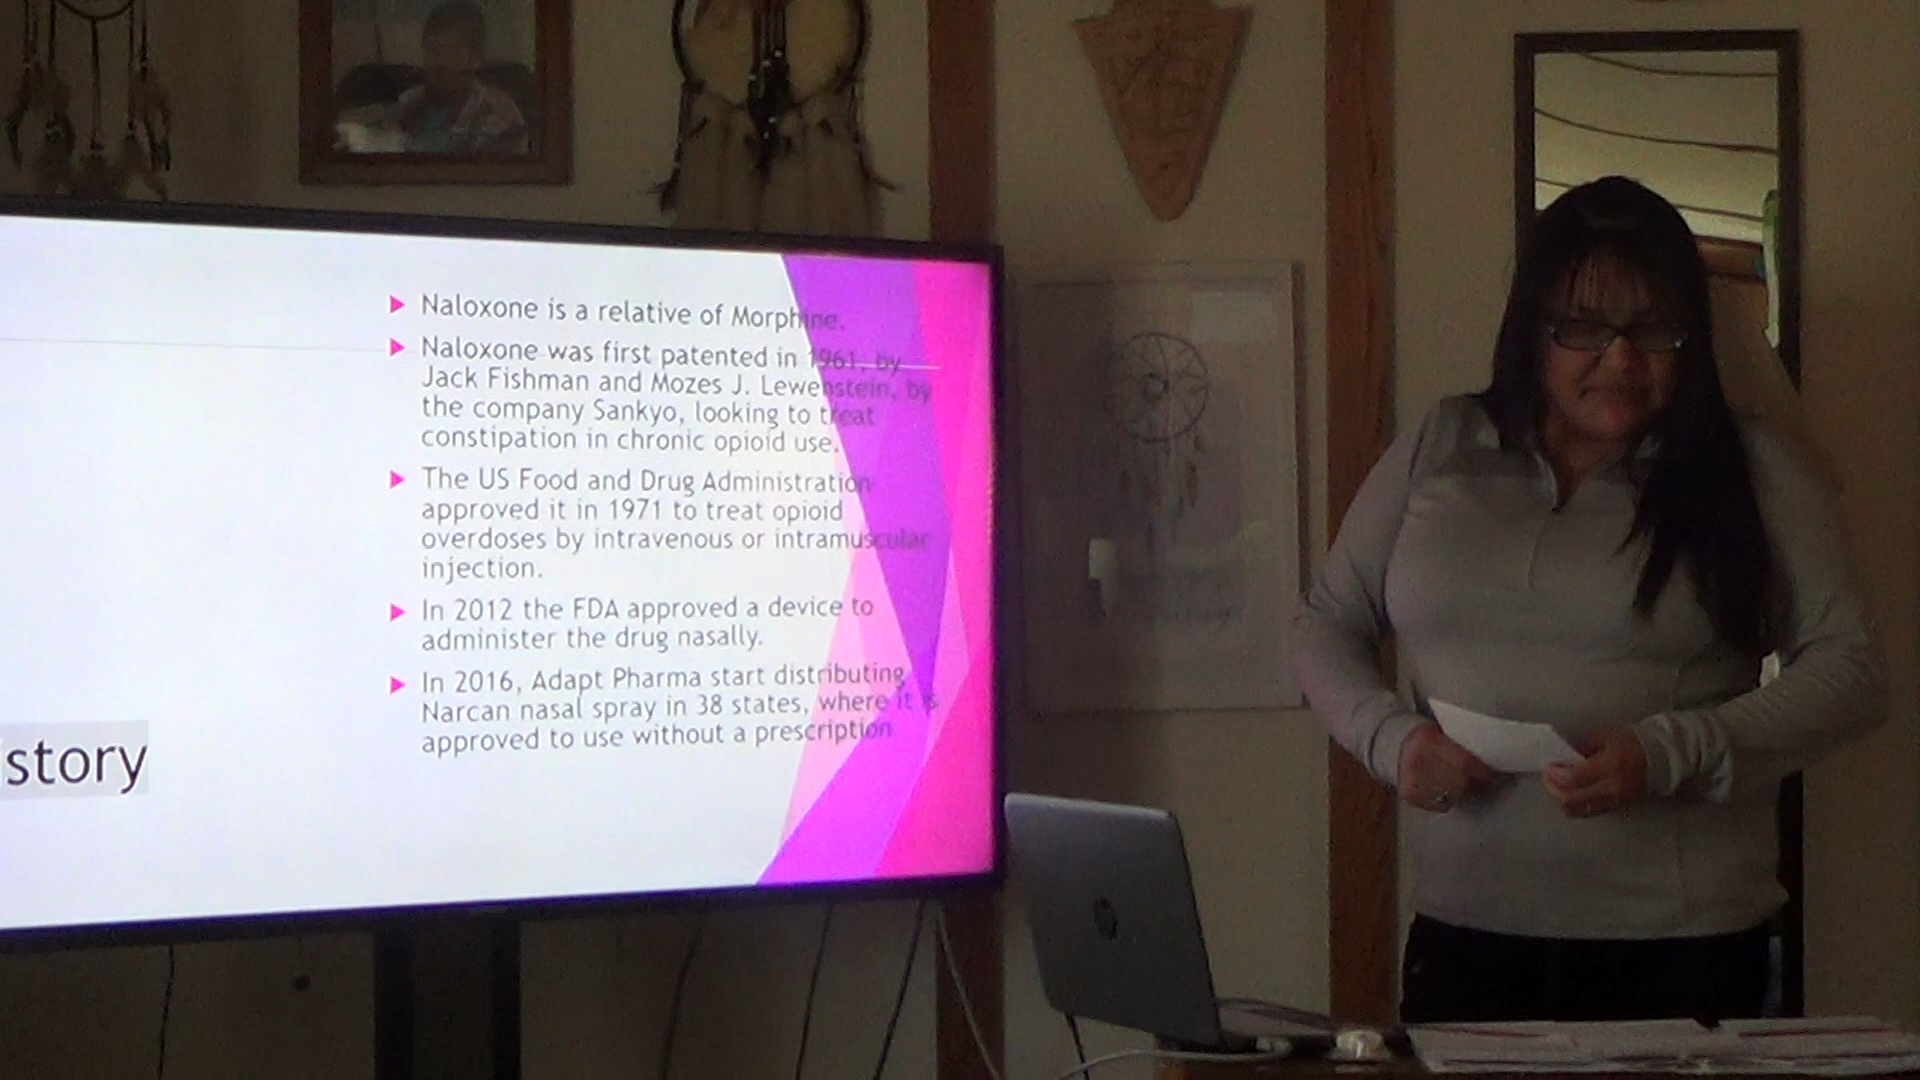 Naloxone is a relative of Morphine.
Naloxone was first patented in 1961, by
Jack Fishman and Mozes J. Lewenstein, by
the company Sankyo, looking to treat
constipation in chronic opioid use.
The US Food and Drug Administration
approved it in 1971 to treat opioid
overdoses by intravenous or intramuscular
injection.
In 2012 the FDA approved a device to
administer the drug nasally.
In 2016, Adapt Pharma start distributing
Narcan nasal spray in 38 states, where it is
approved to use without a prescription
istory
hp